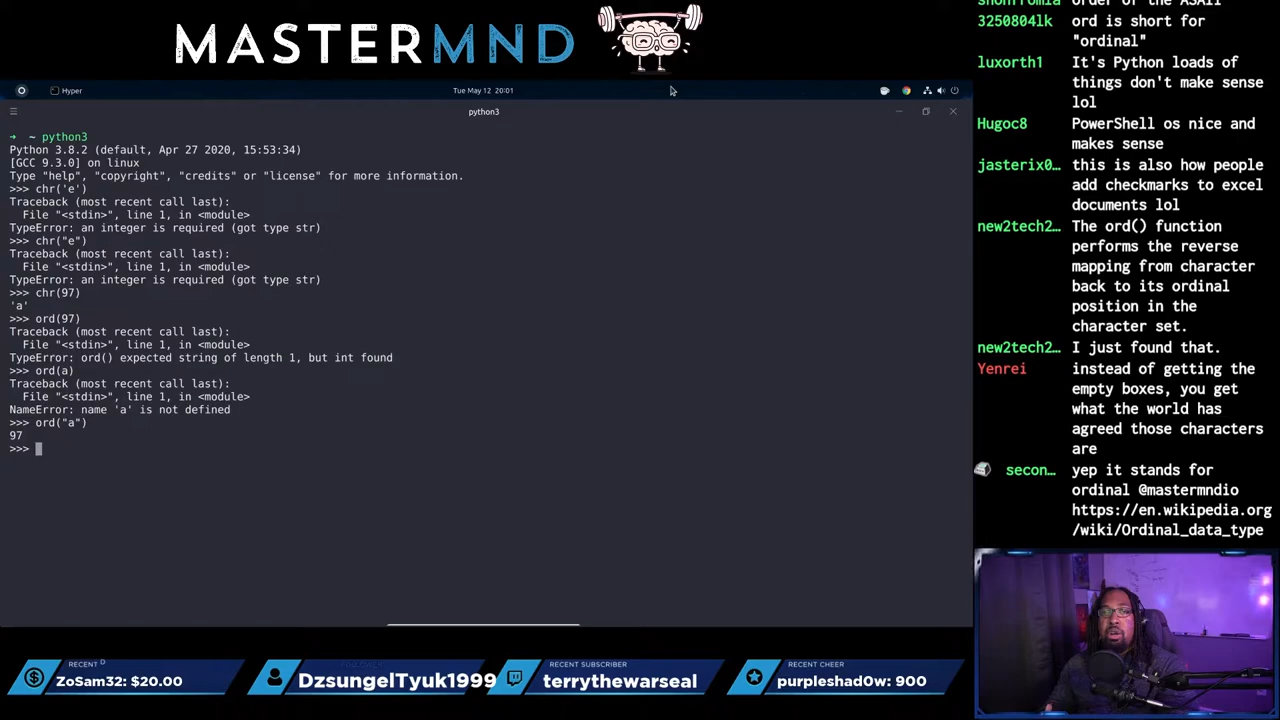 MASTERMND
Hyper
Tue May 12 20:01
python3
→ ~ python3
Python 3.8.2 (default, Apr 27 2020, 15:53:34)
[GCC 9.3.0] on linux
Type "help", "copyright", "credits" or "license" for more information.
>>> chr('e')
Traceback (most recent call last):
  File "<stdin>", line 1, in <module>
TypeError: an integer is required (got type str)
>>> chr("e")
Traceback (most recent call last):
  File "<stdin>", line 1, in <module>
TypeError: an integer is required (got type str)
>>> chr(97)
'a'
>>> ord(97)
Traceback (most recent call last):
  File "<stdin>", line 1, in <module>
TypeError: ord() expected string of length 1, but int found
>>> ord(a)
Traceback (most recent call last):
  File "<stdin>", line 1, in <module>
NameError: name 'a' is not defined
>>> ord("a")
97
>>>
order of the ASAII
3250804lk ord is short for
"ordinal"
luxorth1 It's Python loads of
things don't make sense
lol
Hugoc8 PowerShell os nice and
makes sense
jasterix0… this is also how people
add checkmarks to excel
documents lol
new2tech2… The ord() function
performs the reverse
mapping from character
back to its ordinal
position in the
character set.
new2tech2… I just found that.
Yenrei instead of getting the
empty boxes, you get
what the world has
agreed those characters
are
secon… yep it stands for
ordinal @mastermndio
https://en.wikipedia.org
/wiki/Ordinal_data_type
RECENT D
ZoSam32: $20.00
DzsungelTyuk1999
RECENT SUBSCRIBER
terrythewarseal
RECENT CHEER
purpleshad0w: 900